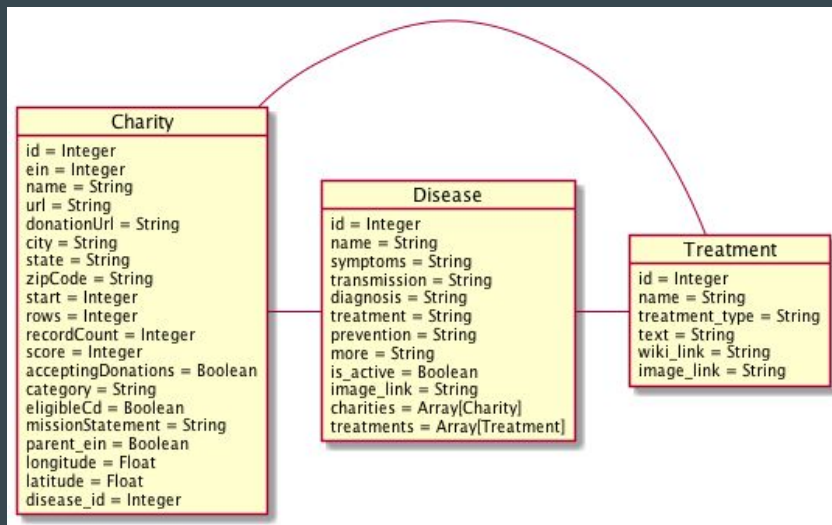 Charity
id = Integer
ein = Integer
name = String
url = String
donationUrl = String
city = String
state = String
zipCode = String
start = Integer
rows = Integer
recordCount = Integer
score = Integer
acceptingDonations = Boolean
category = String
eligibleCd = Boolean
missionStatement = String
parent_ein = Boolean
longitude = Float
latitude = Float
disease_id = Integer
Disease
id = Integer
name = String
symptoms = String
transmission = String
diagnosis = String
treatment = String
prevention = String
more = String
is_active = Boolean
image_link = String
charities = Array[Charity]
treatments = Array[Treatment]
Treatment
id = Integer
name = String
treatment_type = String
text = String
wiki_link = String
image_link = String